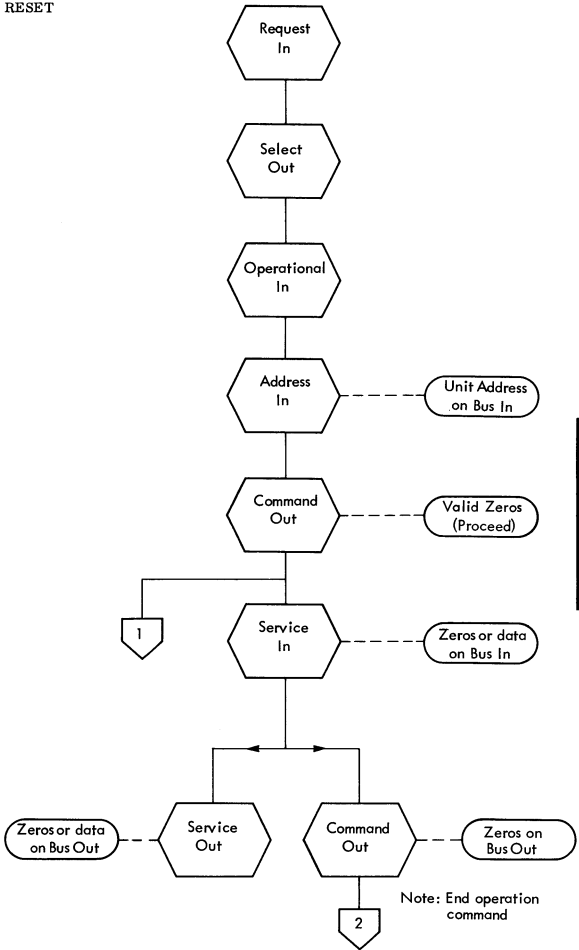 RESET
Request
In
Select
Out
Operational
In
Address
In
Unit Address
on Bus In
Command
Out
Valid Zeros
(Proceed)
1
Service
In
Zeros or data
on Bus In
Zeros or data
on Bus Out
Service
Out
Command
Out
Zeros on
Bus Out
Note: End operation
command
2